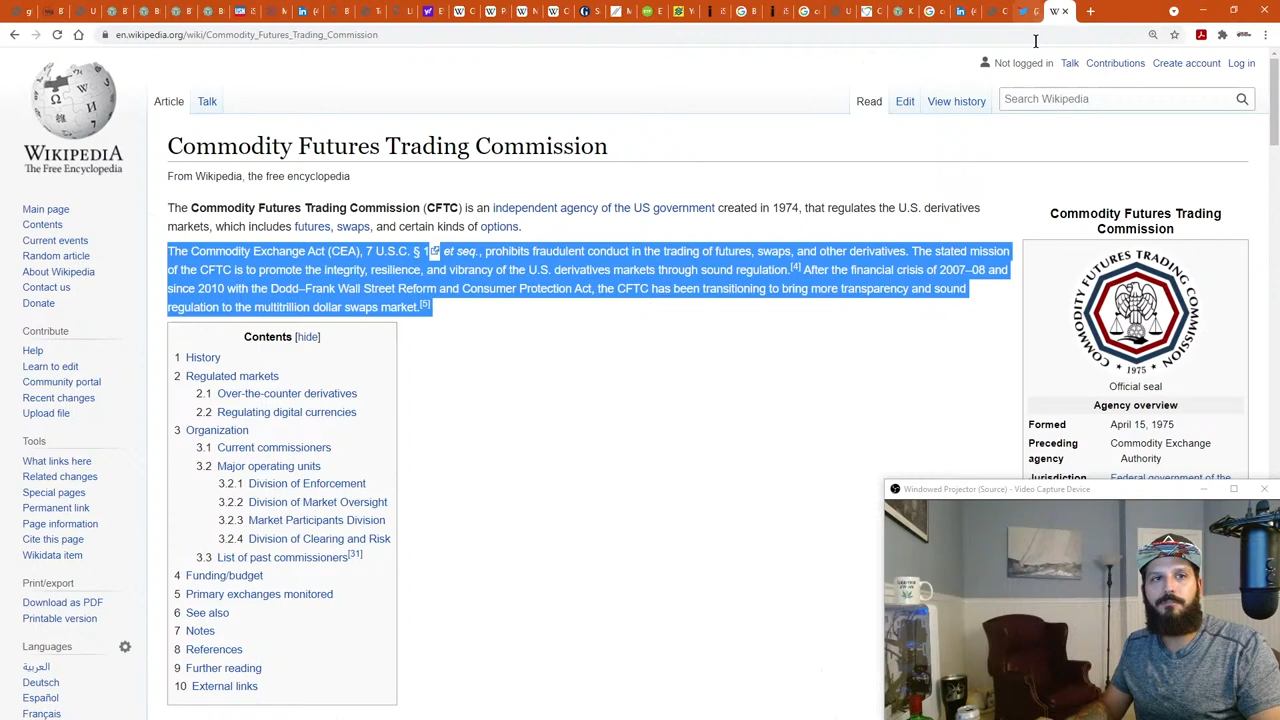 en.wikipedia.org/wiki/Commodity_Futures_Trading_Commission
Not logged in Talk Contributions Create account Log in
Article Talk Read Edit View history Search Wikipedia
WIKIPEDIA
The Free Encyclopedia
Main page
Contents
Current events
Random article
About Wikipedia
Contact us
Donate
Contribute
Help
Learn to edit
Community portal
Recent changes
Upload file
Tools
What links here
Related changes
Special pages
Permanent link
Page information
Cite this page
Wikidata item
Print/export
Download as PDF
Printable version
Languages
العربية
Deutsch
Español
Français
Commodity Futures Trading Commission
From Wikipedia, the free encyclopedia
The Commodity Futures Trading Commission (CFTC) is an independent agency of the US government created in 1974, that regulates the U.S. derivatives
markets, which includes futures, swaps, and certain kinds of options.
The Commodity Exchange Act (CEA), 7 U.S.C. § 1 et seq., prohibits fraudulent conduct in the trading of futures, swaps, and other derivatives. The stated mission
of the CFTC is to promote the integrity, resilience, and vibrancy of the U.S. derivatives markets through sound regulation.[4] After the financial crisis of 2007–08 and
since 2010 with the Dodd–Frank Wall Street Reform and Consumer Protection Act, the CFTC has been transitioning to bring more transparency and sound
regulation to the multitrillion dollar swaps market.[5]
Contents [hide]
1 History
2 Regulated markets
2.1 Over-the-counter derivatives
2.2 Regulating digital currencies
3 Organization
3.1 Current commissioners
3.2 Major operating units
3.2.1 Division of Enforcement
3.2.2 Division of Market Oversight
3.2.3 Market Participants Division
3.2.4 Division of Clearing and Risk
3.3 List of past commissioners[31]
4 Funding/budget
5 Primary exchanges monitored
6 See also
7 Notes
8 References
9 Further reading
10 External links
Commodity Futures Trading
Commission
COMMODITY FUTURES TRADING COMMISSION
1975
Official seal
Agency overview
Formed April 15, 1975
Preceding Commodity Exchange
agency Authority
Jurisdiction Federal government of the
Windowed Projector (Source) - Video Capture Device